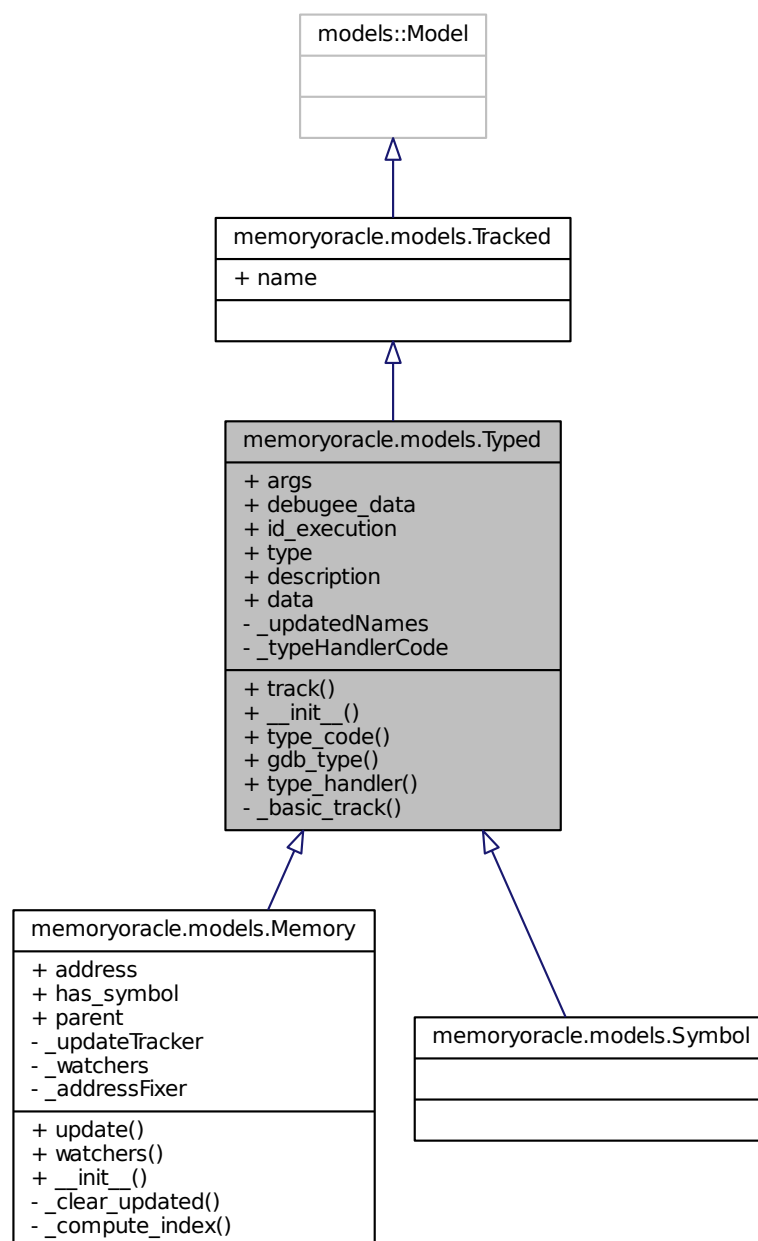 models::Model
memoryoracle.models.Tracked
+ name
memoryoracle.models.Typed
+ args
+ debugee_data
+ id_execution
+ type
+ description
+ data
- _updatedNames
- _typeHandlerCode
+ track()
+ __init__()
+ type_code()
+ gdb_type()
+ type_handler()
- _basic_track()
memoryoracle.models.Memory
+ address
+ has_symbol
+ parent
- _updateTracker
- _watchers
- _addressFixer
+ update()
+ watchers()
+ __init__()
- _clear_updated()
- _compute_index()
memoryoracle.models.Symbol